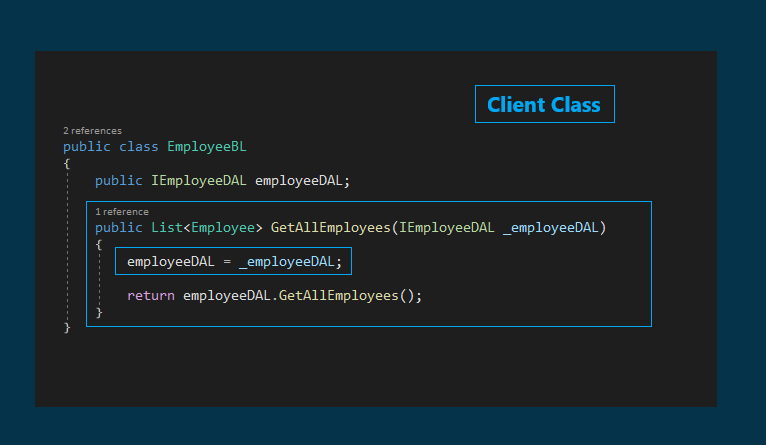 Client Class
2 references
public class EmployeeBL
{
public IEmployeeDAL employeeDAL;
1 reference
public List<Employee> GetAllEmployees(IEmployeeDAL _employeeDAL)
{
employeeDAL = _employeeDAL;
return employeeDAL.GetAllEmployees();
}
}